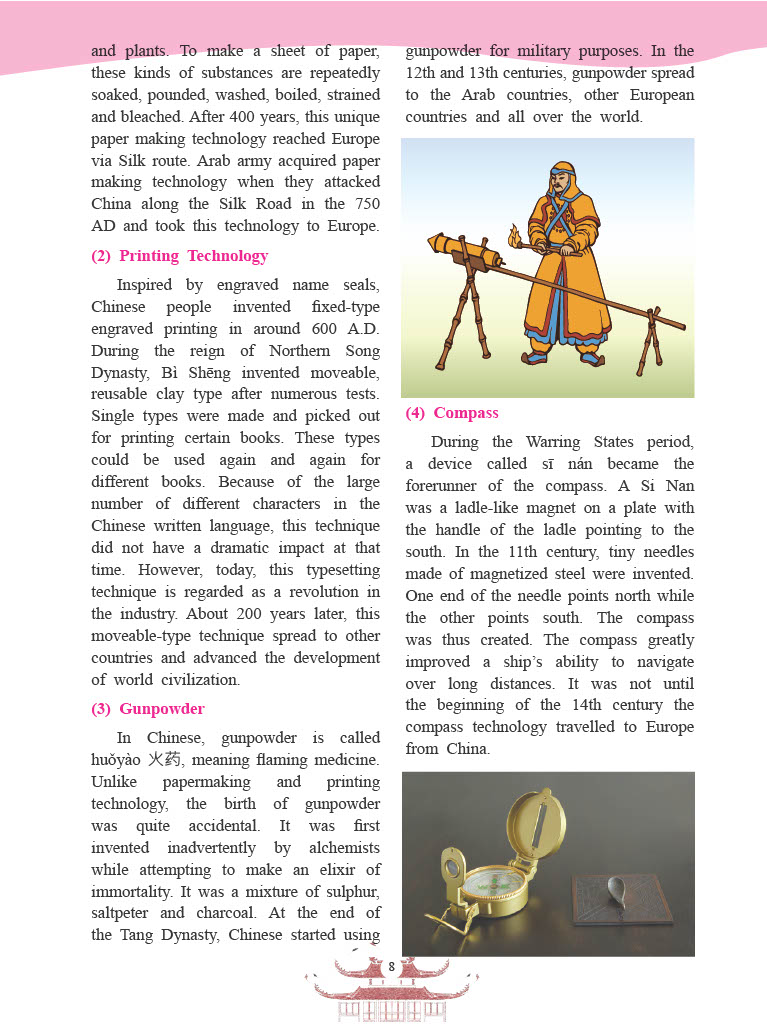 and plants. To make a sheet of paper,
these kinds of substances are repeatedly
soaked, pounded, washed, boiled, strained
and bleached. After 400 years, this unique
paper making technology reached Europe
via Silk route. Arab army acquired paper
making technology when they attacked
China along the Silk Road in the 750
AD and took this technology to Europe.
(2) Printing Technology
Inspired by engraved name seals,
Chinese people invented fixed-type
engraved printing in around 600 A.D.
During the reign of Northern Song
Dynasty, Bì Shēng invented moveable,
reusable clay type after numerous tests.
Single types were made and picked out
for printing certain books. These types
could be used again and again for
different books. Because of the large
number of different characters in the
Chinese written language, this technique
did not have a dramatic impact at that
time. However, today, this typesetting
technique is regarded as a revolution in
the industry. About 200 years later, this
moveable-type technique spread to other
countries and advanced the development
of world civilization.
(3) Gunpowder
In Chinese, gunpowder is called
huǒyào 火药, meaning flaming medicine.
Unlike papermaking and printing
technology, the birth of gunpowder
was quite accidental. It was first
invented inadvertently by alchemists
while attempting to make an elixir of
immortality. It was a mixture of sulphur,
saltpeter and charcoal. At the end of
the Tang Dynasty, Chinese started using
gunpowder for military purposes. In the
12th and 13th centuries, gunpowder spread
to the Arab countries, other European
countries and all over the world.
(4) Compass
During the Warring States period,
a device called sī nán became the
forerunner of the compass. A Si Nan
was a ladle-like magnet on a plate with
the handle of the ladle pointing to the
south. In the 11th century, tiny needles
made of magnetized steel were invented.
One end of the needle points north while
the other points south. The compass
was thus created. The compass greatly
improved a ship’s ability to navigate
over long distances. It was not until
the beginning of the 14th century the
compass technology travelled to Europe
from China.
8